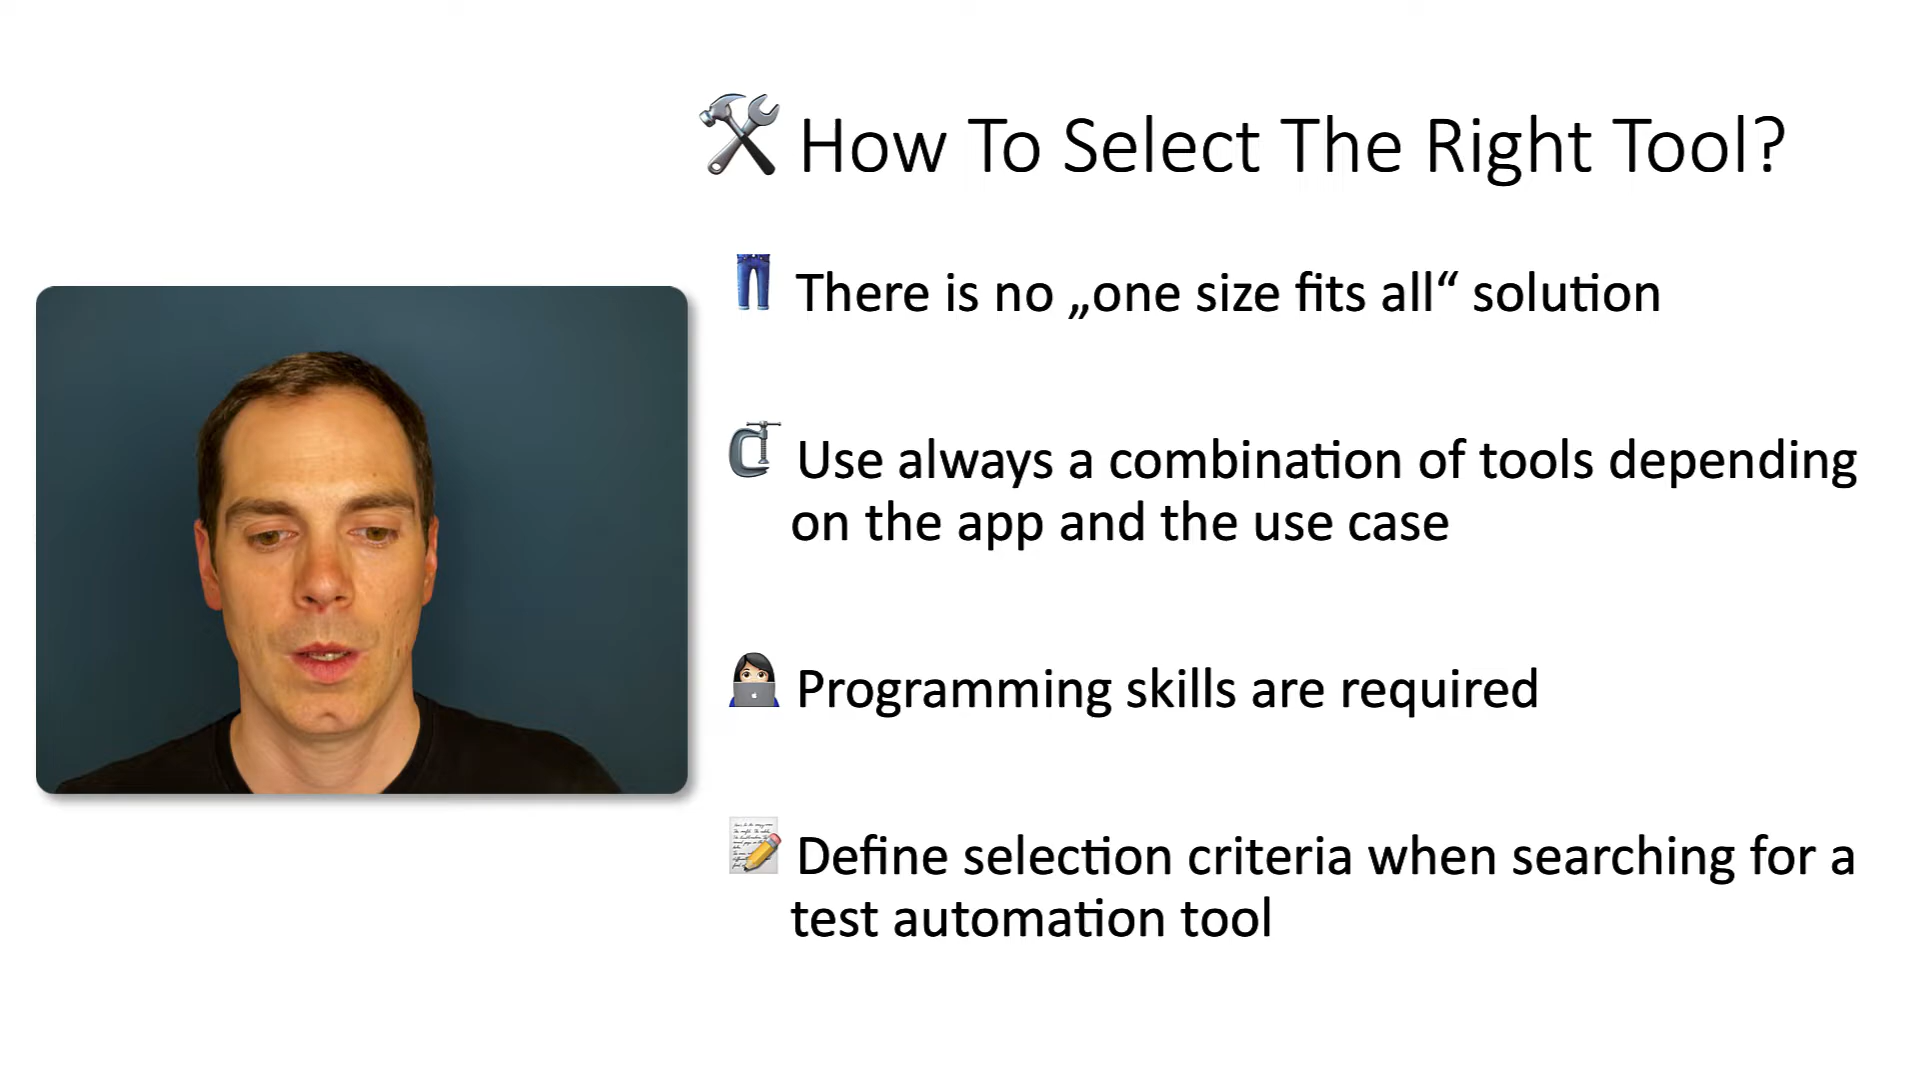 How To Select The Right Tool?
There is no „one size fits all“ solution
Use always a combination of tools depending
on the app and the use case
Programming skills are required
Define selection criteria when searching for a
test automation tool